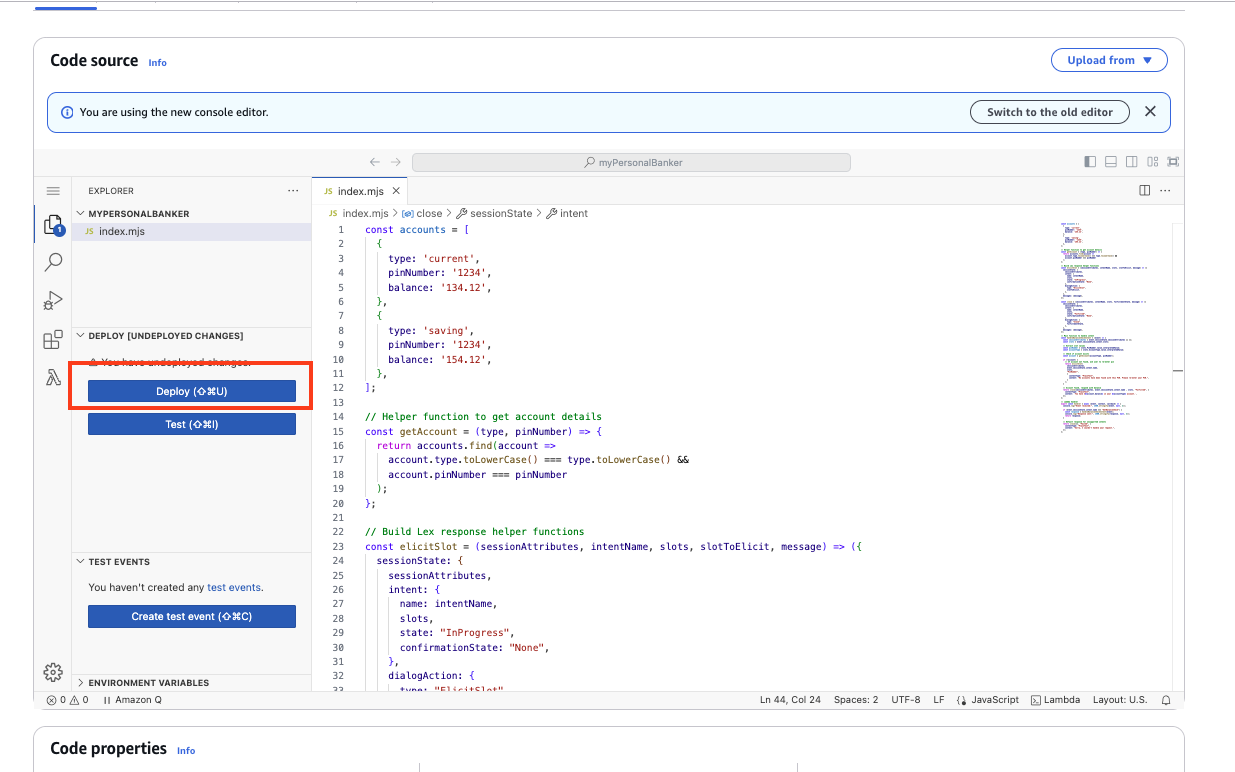 Code source Info
Upload from
You are using the new console editor.
Switch to the old editor
myPersonalBanker
EXPLORER
MYPERSONALBANKER
JS index.mjs
1
DEPLOY [UNDEPLOYED CHANGES]
You have undeployed changes.
Deploy (⇧⌘U)
Test (⇧⌘I)
TEST EVENTS
You haven't created any test events.
Create test event (⇧⌘C)
ENVIRONMENT VARIABLES
JS index.mjs
JS index.mjs > close > sessionState > intent
1 const accounts = [
2 {
3 type: 'current',
4 pinNumber: '1234',
5 balance: '134.12',
6 },
7 {
8 type: 'saving',
9 pinNumber: '1234',
10 balance: '154.12',
11 },
12 ];
13
14 // Helper function to get account details
15 const getAccount = (type, pinNumber) => {
16 return accounts.find(account =>
17 account.type.toLowerCase() === type.toLowerCase() &&
18 account.pinNumber === pinNumber
19 );
20 };
21
22 // Build Lex response helper functions
23 const elicitSlot = (sessionAttributes, intentName, slots, slotToElicit, message) => ({
24 sessionState: {
25 sessionAttributes,
26 intent: {
27 name: intentName,
28 slots,
29 state: "InProgress",
30 confirmationState: "None",
31 },
32 dialogAction: {
33 type: "ElicitSlot"
0 0 Amazon Q
Ln 44, Col 24 Spaces: 2 UTF-8 LF JavaScript Lambda Layout: U.S.
Code properties Info